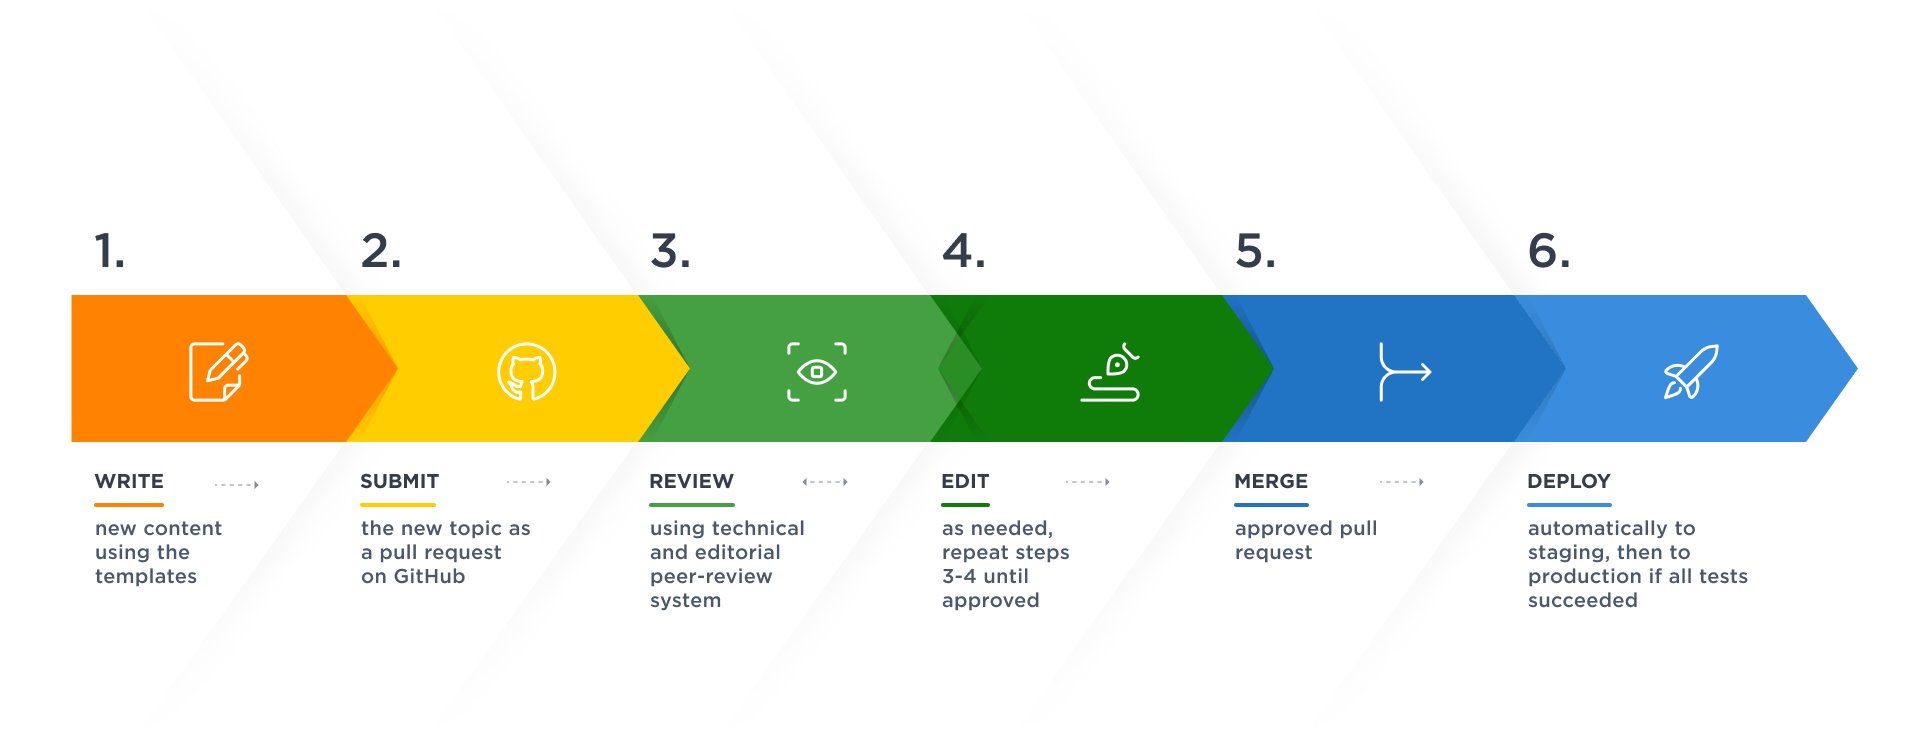 1.
2.
3.
4.
5.
6.
WRITE
new content
using the
templates
SUBMIT
the new topic as
a pull request
on GitHub
REVIEW
using technical
and editorial
peer-review
system
EDIT
as needed,
repeat steps
3-4 until
approved
MERGE
approved pull
request
DEPLOY
automatically to
staging, then to
production if all tests
succeeded